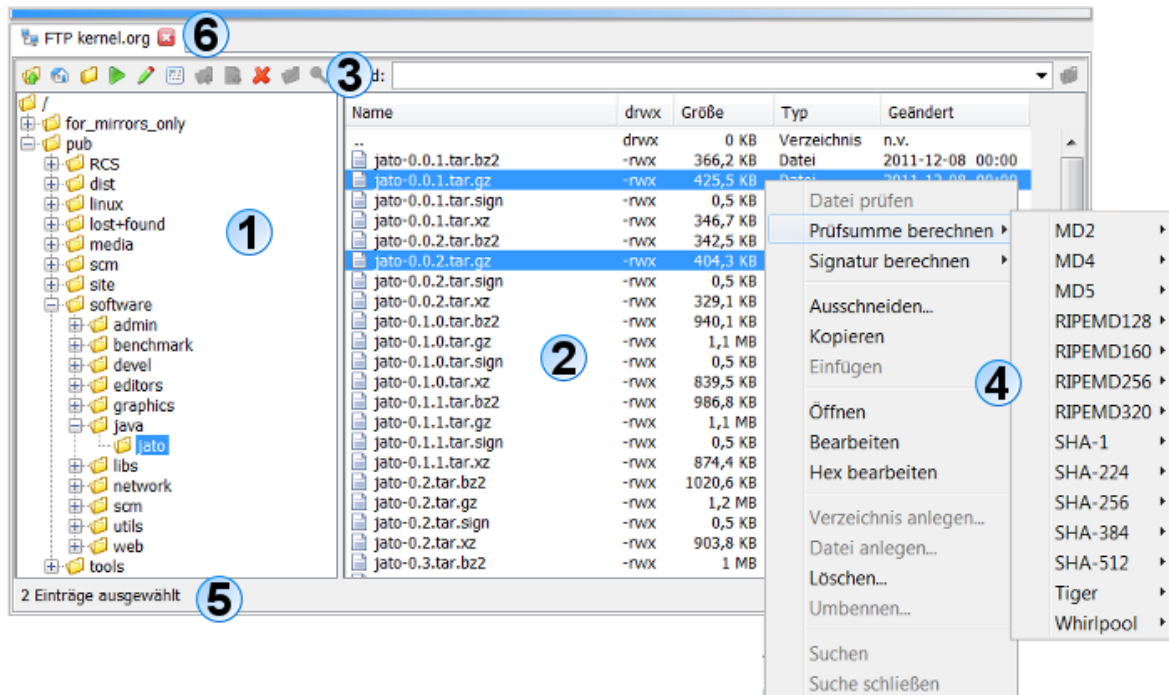 FTP kernel.org 6
3 d:
/
for_mirrors_only
pub
RCS
dist
linux
lost+found
media
scm
site
software
admin
benchmark
devel
editors
graphics
java
jato
libs
network
scm
utils
web
tools
1
Name drwx Größe Typ Geändert
.. drwx 0 KB Verzeichnis n.v.
jato-0.0.1.tar.bz2 -rwx 366,2 KB Datei 2011-12-08 00:00
jato-0.0.1.tar.gz -rwx 425,5 KB Datei 2011-12-08 00:00
jato-0.0.1.tar.sign -rwx 0,5 KB
jato-0.0.1.tar.xz -rwx 346,7 KB
jato-0.0.2.tar.bz2 -rwx 342,5 KB
jato-0.0.2.tar.gz -rwx 404,3 KB
jato-0.0.2.tar.sign -rwx 0,5 KB
jato-0.0.2.tar.xz -rwx 329,1 KB
jato-0.1.0.tar.bz2 -rwx 940,1 KB
jato-0.1.0.tar.gz -rwx 1,1 MB
jato-0.1.0.tar.sign -rwx 0,5 KB
jato-0.1.0.tar.xz -rwx 839,5 KB
jato-0.1.1.tar.bz2 -rwx 986,8 KB
jato-0.1.1.tar.gz -rwx 1,1 MB
jato-0.1.1.tar.sign -rwx 0,5 KB
jato-0.1.1.tar.xz -rwx 874,4 KB
jato-0.2.tar.bz2 -rwx 1020,6 KB
jato-0.2.tar.gz -rwx 1,2 MB
jato-0.2.tar.sign -rwx 0,5 KB
jato-0.2.tar.xz -rwx 903,8 KB
jato-0.3.tar.bz2 -rwx 1 MB
2
Datei prüfen
Prüfsumme berechnen
Signatur berechnen
Ausschneiden...
Kopieren
Einfügen
Öffnen
Bearbeiten
Hex bearbeiten
Verzeichnis anlegen...
Datei anlegen...
Löschen...
Umbennen...
Suchen
Suche schließen
4
MD2
MD4
MD5
RIPEMD128
RIPEMD160
RIPEMD256
RIPEMD320
SHA-1
SHA-224
SHA-256
SHA-384
SHA-512
Tiger
Whirlpool
2 Einträge ausgewählt 5